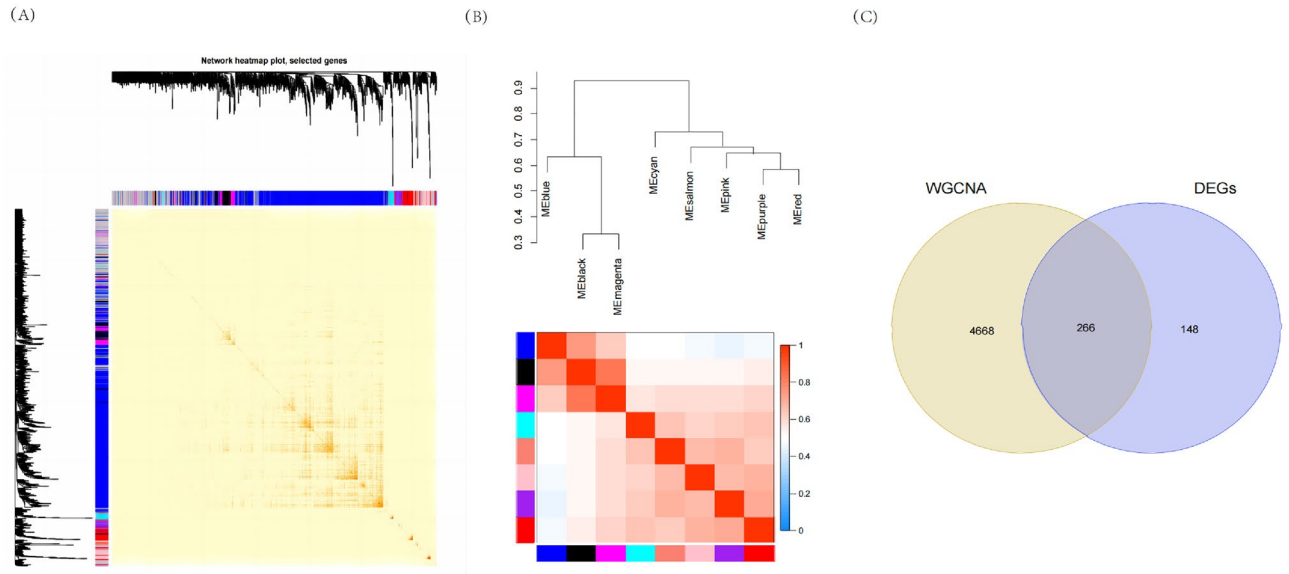 (A)
(B)
(C)
Network heatmap plot, selected genes
0.9
0.8
0.7
0.6
0.5
0.4
0.3
MEblue
MEblack
MEmagenta
MEcyan
MEsalmon
MEpink
MEpurple
MEred
1
0.8
0.6
0.4
0.2
0
WGCNA
DEGs
4668
266
148